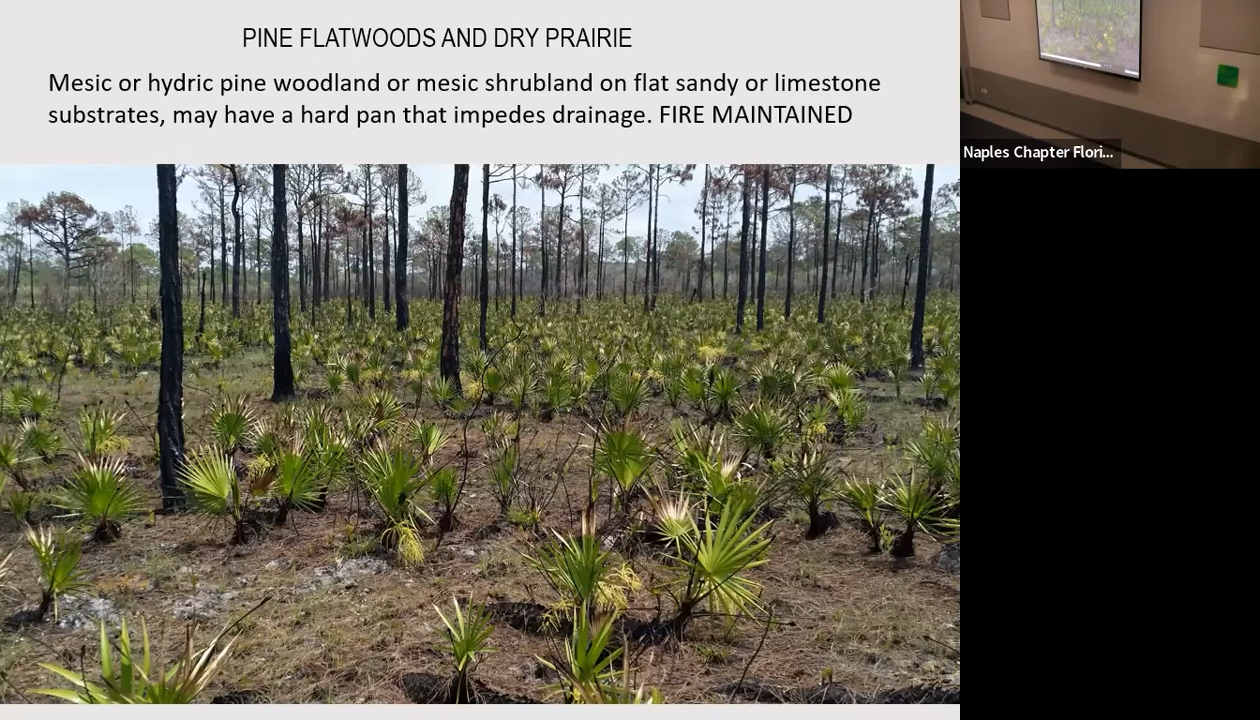 PINE FLATWOODS AND DRY PRAIRIE
Mesic or hydric pine woodland or mesic shrubland on flat sandy or limestone
substrates, may have a hard pan that impedes drainage. FIRE MAINTAINED
Naples Chapter Flori...